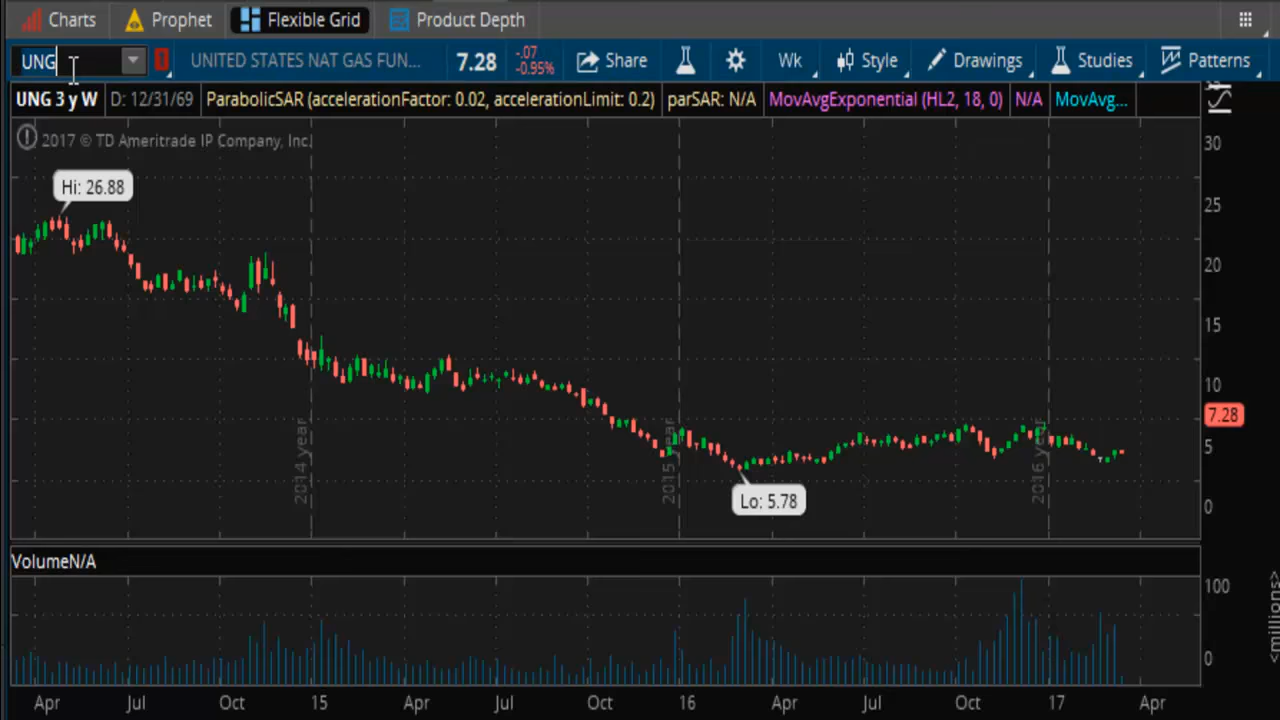 Charts Prophet Flexible Grid Product Depth
UNG UNITED STATES NAT GAS FUN... 7.28 -.07 -0.95% Share Wk Style Drawings Studies Patterns
UNG 3 y W D: 12/31/69 ParabolicSAR (accelerationFactor: 0.02, accelerationLimit: 0.2) parSAR: N/A MovAvgExponential (HL2, 18, 0) N/A MovAvg...
2017 © TD Ameritrade IP Company, Inc.
30
Hi: 26.88
25
20
15
10
7.28
5
2014 year
2015 year
2016 year
Lo: 5.78
0
VolumeN/A
100
0
<millions>
Apr Jul Oct 15 Apr Jul Oct 16 Apr Jul Oct 17 Apr